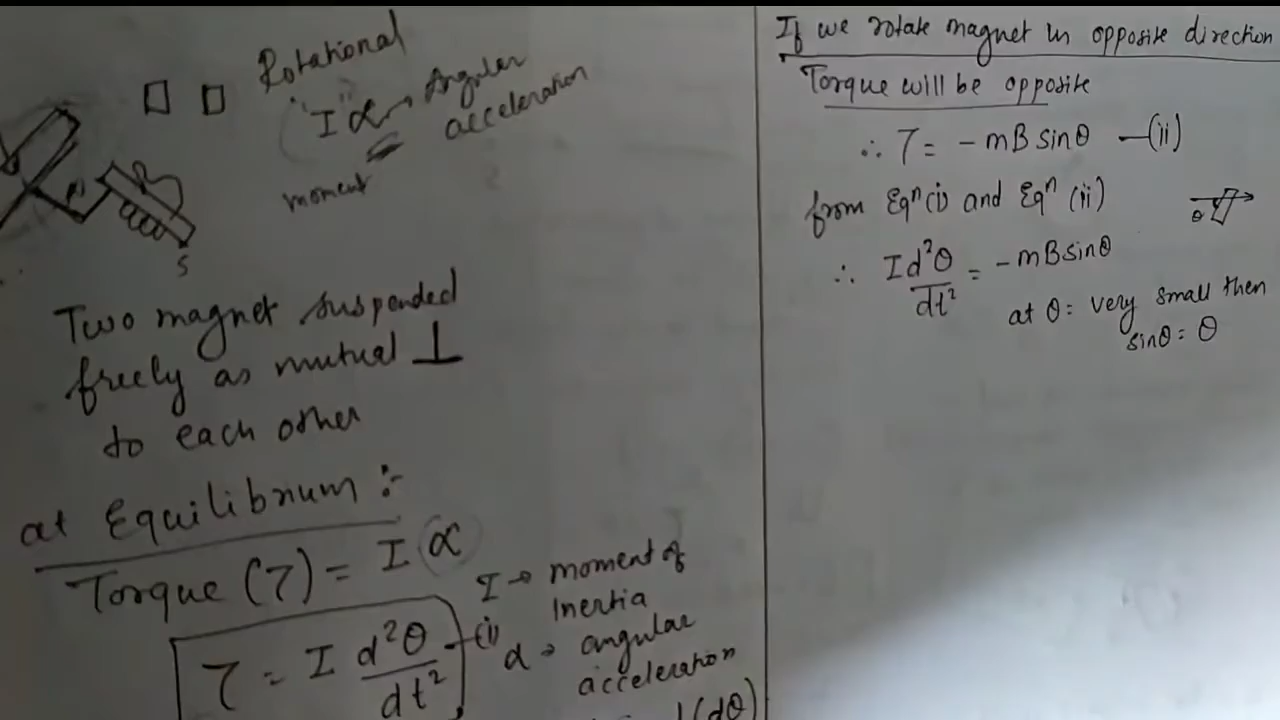 Rotational
"I" α → Angular
acceleration
moment
S
Two magnet suspended
freely as mutual ⊥
to each other
at Equilibrium :-
Torque (τ) = I α
I → moment of
Inertia
τ = I d²θ/dt² —(i)
α → angular
acceleration
(dθ)
If we rotate magnet in opposite direction
Torque will be opposite
∴ τ = - mB sinθ —(ii)
from Eqⁿ (i) and Eqⁿ (ii)
θ
∴ I d²θ/dt² = - mB sinθ
at θ = very small then
sinθ = θ